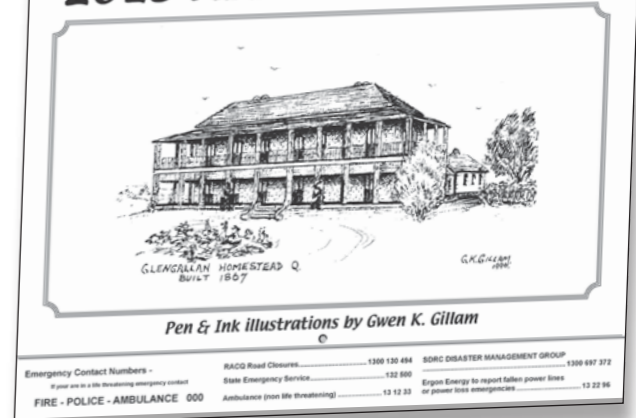 GLENGALLAN HOMESTEAD Q.
BUILT 1867
G.K.GILLAM
Pen & Ink illustrations by Gwen K. Gillam
Emergency Contact Numbers -
If your are in a life threatening emergency contact
FIRE - POLICE - AMBULANCE 000
RACQ Road Closures 1300 130 494
State Emergency Service 132 500
Ambulance (non life threatening) 13 12 33
SDRC DISASTER MANAGEMENT GROUP
1300 697 372
Ergon Energy to report fallen power lines
or power loss emergencies 13 22 96